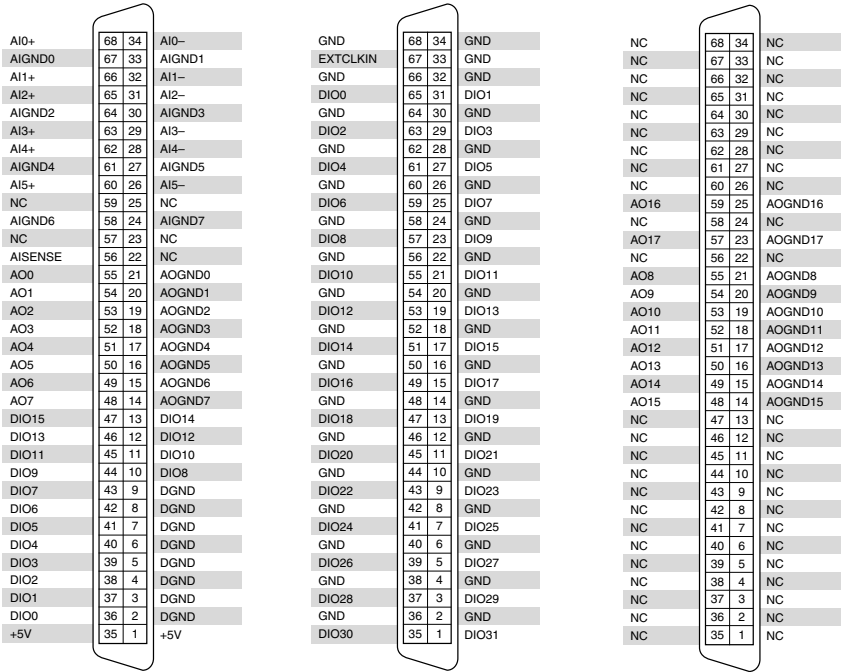 AI0+ 68 34 AI0–
AIGND0 67 33 AIGND1
AI1+ 66 32 AI1–
AI2+ 65 31 AI2–
AIGND2 64 30 AIGND3
AI3+ 63 29 AI3–
AI4+ 62 28 AI4–
AIGND4 61 27 AIGND5
AI5+ 60 26 AI5–
NC 59 25 NC
AIGND6 58 24 AIGND7
NC 57 23 NC
AISENSE 56 22 NC
AO0 55 21 AOGND0
AO1 54 20 AOGND1
AO2 53 19 AOGND2
AO3 52 18 AOGND3
AO4 51 17 AOGND4
AO5 50 16 AOGND5
AO6 49 15 AOGND6
AO7 48 14 AOGND7
DIO15 47 13 DIO14
DIO13 46 12 DIO12
DIO11 45 11 DIO10
DIO9 44 10 DIO8
DIO7 43 9 DGND
DIO6 42 8 DGND
DIO5 41 7 DGND
DIO4 40 6 DGND
DIO3 39 5 DGND
DIO2 38 4 DGND
DIO1 37 3 DGND
DIO0 36 2 DGND
+5V 35 1 +5V
GND 68 34 GND
EXTCLKIN 67 33 GND
GND 66 32 GND
DIO0 65 31 DIO1
GND 64 30 GND
DIO2 63 29 DIO3
GND 62 28 GND
DIO4 61 27 DIO5
GND 60 26 GND
DIO6 59 25 DIO7
GND 58 24 GND
DIO8 57 23 DIO9
GND 56 22 GND
DIO10 55 21 DIO11
GND 54 20 GND
DIO12 53 19 DIO13
GND 52 18 GND
DIO14 51 17 DIO15
GND 50 16 GND
DIO16 49 15 DIO17
GND 48 14 GND
DIO18 47 13 DIO19
GND 46 12 GND
DIO20 45 11 DIO21
GND 44 10 GND
DIO22 43 9 DIO23
GND 42 8 GND
DIO24 41 7 DIO25
GND 40 6 GND
DIO26 39 5 DIO27
GND 38 4 GND
DIO28 37 3 DIO29
GND 36 2 GND
DIO30 35 1 DIO31
NC 68 34 NC
NC 67 33 NC
NC 66 32 NC
NC 65 31 NC
NC 64 30 NC
NC 63 29 NC
NC 62 28 NC
NC 61 27 NC
NC 60 26 NC
AO16 59 25 AOGND16
NC 58 24 NC
AO17 57 23 AOGND17
NC 56 22 NC
AO8 55 21 AOGND8
AO9 54 20 AOGND9
AO10 53 19 AOGND10
AO11 52 18 AOGND11
AO12 51 17 AOGND12
AO13 50 16 AOGND13
AO14 49 15 AOGND14
AO15 48 14 AOGND15
NC 47 13 NC
NC 46 12 NC
NC 45 11 NC
NC 44 10 NC
NC 43 9 NC
NC 42 8 NC
NC 41 7 NC
NC 40 6 NC
NC 39 5 NC
NC 38 4 NC
NC 37 3 NC
NC 36 2 NC
NC 35 1 NC